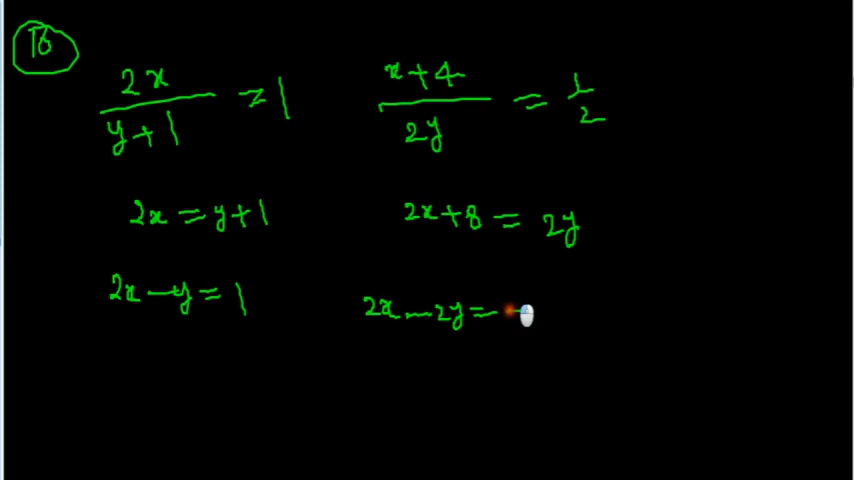 16
2x / y+1 = 1
x+4 / 2y = 1/2
2x = y+1
2x+8 = 2y
2x - y = 1
2x - 2y = -